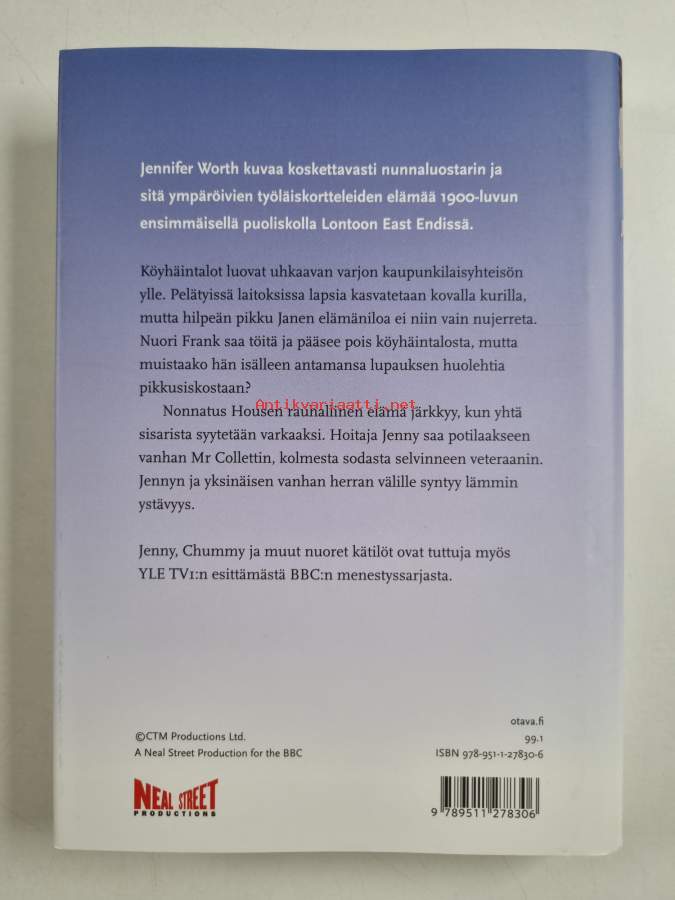 Jennifer Worth kuvaa koskettavasti nunnaluostarin ja
sitä ympäröivien työläiskortteleiden elämää 1900-luvun
ensimmäisellä puoliskolla Lontoon East Endissä.
Köyhäintalot luovat uhkaavan varjon kaupunkilaisyhteisön
ylle. Pelätyissä laitoksissa lapsia kasvatetaan kovalla kurilla,
mutta hilpeän pikku Janen elämäniloa ei niin vain nujerreta.
Nuori Frank saa töitä ja pääsee pois köyhäintalosta, mutta
muistaako hän isälleen antamansa lupauksen huolehtia
pikkusiskostaan?
Antikvariaatti.net
Nonnatus Housen rauhallinen elämä järkkyy, kun yhtä
sisarista syytetään varkaaksi. Hoitaja Jenny saa potilaakseen
vanhan Mr Collettin, kolmesta sodasta selvinneen veteraanin.
Jennyn ja yksinäisen vanhan herran välille syntyy lämmin
ystävyys.
Jenny, Chummy ja muut nuoret kätilöt ovat tuttuja myös
YLE TV1:n esittämästä BBC:n menestyssarjasta.
otava.fi
©CTM Productions Ltd.
99.1
A Neal Street Production for the BBC
ISBN 978-951-1-27830-6
NEAL STREET
PRODUCTIONS
9 789511 278306